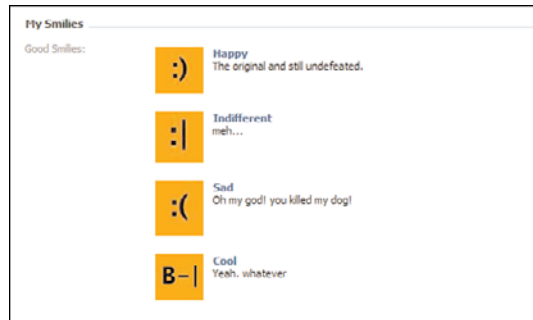 My Smilies
Good Smilies:
:)
Happy
The original and still undefeated.
:|
Indifferent
meh...
:(
Sad
Oh my god! you killed my dog!
B-|
Cool
Yeah. whatever